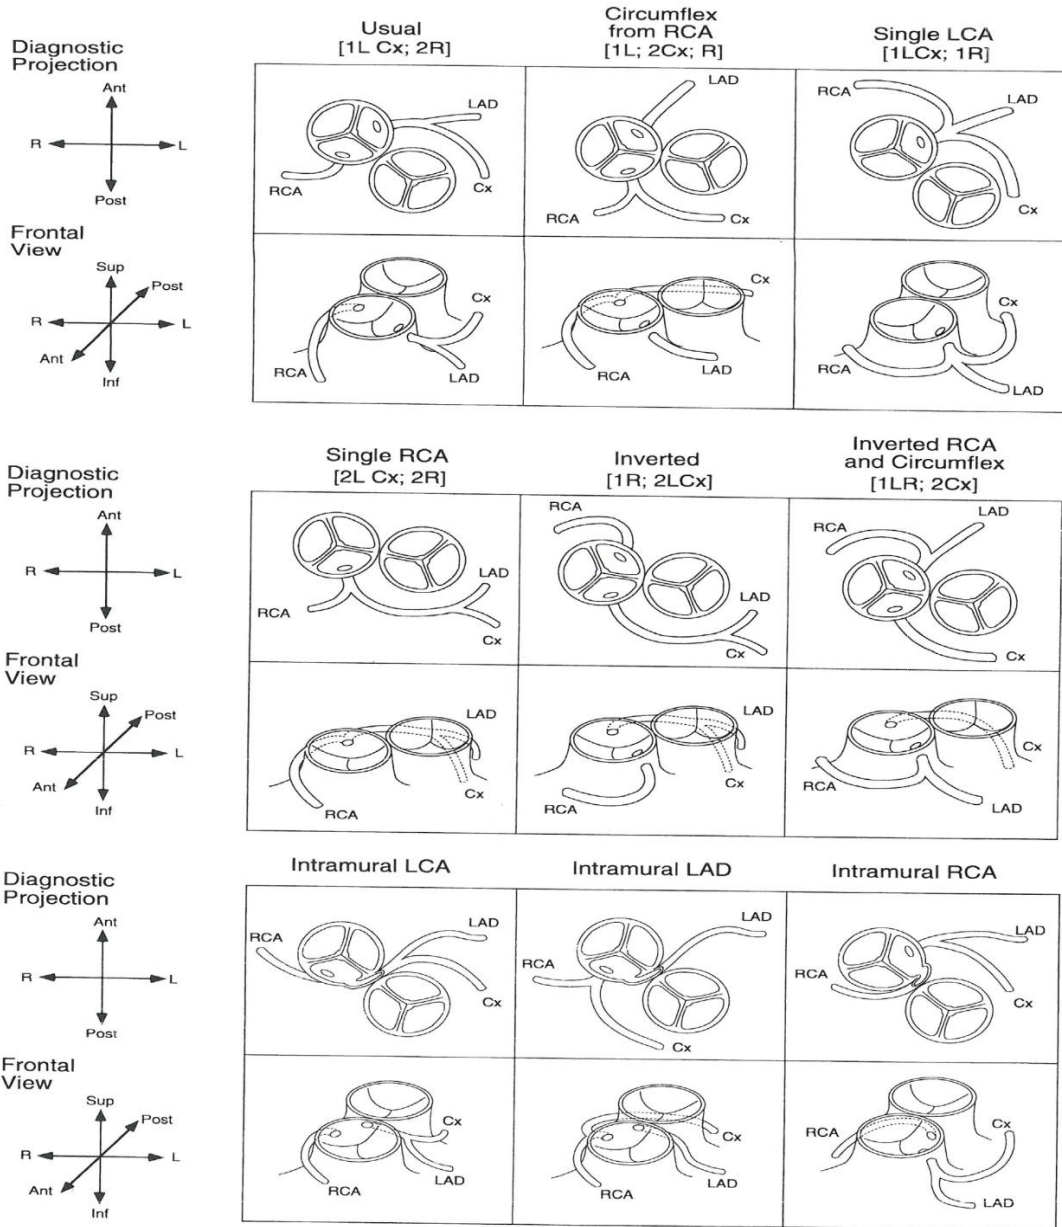 Usual
[1L Cx; 2R]
Circumflex
from RCA
[1L; 2Cx; R]
Single LCA
[1LCx; 1R]
Diagnostic
Projection
Ant
R
L
Post
LAD
RCA
Cx
LAD
RCA
Cx
RCA
LAD
Cx
Frontal
View
Sup
Post
R
L
Ant
Inf
Cx
RCA
LAD
Cx
RCA
LAD
Cx
RCA
LAD
Single RCA
[2L Cx; 2R]
Inverted
[1R; 2LCx]
Inverted RCA
and Circumflex
[1LR; 2Cx]
Diagnostic
Projection
Ant
R
L
Post
LAD
RCA
Cx
RCA
LAD
Cx
RCA
LAD
Cx
Frontal
View
Sup
Post
R
L
Ant
Inf
LAD
Cx
RCA
LAD
Cx
RCA
Cx
RCA
LAD
Intramural LCA
Intramural LAD
Intramural RCA
Diagnostic
Projection
Ant
R
L
Post
RCA
LAD
Cx
LAD
RCA
Cx
LAD
RCA
Cx
Frontal
View
Sup
Post
R
L
Ant
Inf
Cx
LAD
RCA
Cx
LAD
RCA
Cx
RCA
LAD